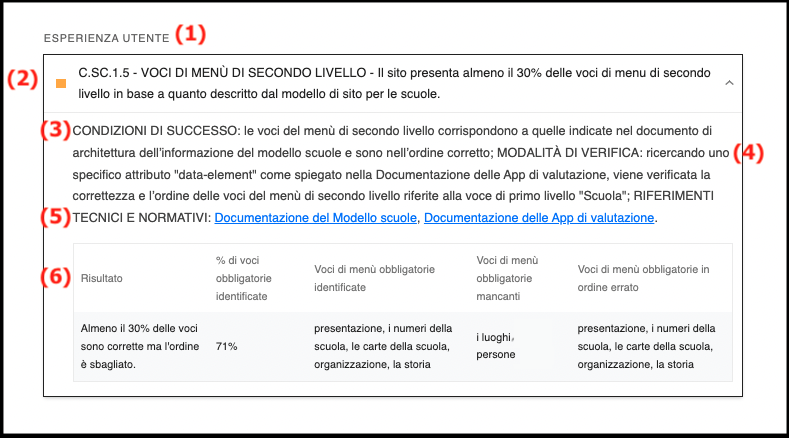 ESPERIENZA UTENTE (1)
(2) C.SC.1.5 - VOCI DI MENÙ DI SECONDO LIVELLO - Il sito presenta almeno il 30% delle voci di menu di secondo
livello in base a quanto descritto dal modello di sito per le scuole.
(3) CONDIZIONI DI SUCCESSO: le voci del menù di secondo livello corrispondono a quelle indicate nel documento di
architettura dell'informazione del modello scuole e sono nell'ordine corretto; MODALITÀ DI VERIFICA: ricercando uno (4)
specifico attributo "data-element" come spiegato nella Documentazione delle App di valutazione, viene verificata la
correttezza e l'ordine delle voci del menù di secondo livello riferite alla voce di primo livello "Scuola"; RIFERIMENTI
(5) TECNICI E NORMATIVI: Documentazione del Modello scuole, Documentazione delle App di valutazione.
(6) Risultato
% di voci
obbligatorie
identificate
Voci di menù obbligatorie
identificate
Voci di menù
obbligatorie
mancanti
Voci di menù obbligatorie in
ordine errato
Almeno il 30% delle voci
sono corrette ma l'ordine
è sbagliato.
71%
presentazione, i numeri della
scuola, le carte della scuola,
organizzazione, la storia
i luoghi,
persone
presentazione, i numeri della
scuola, le carte della scuola,
organizzazione, la storia